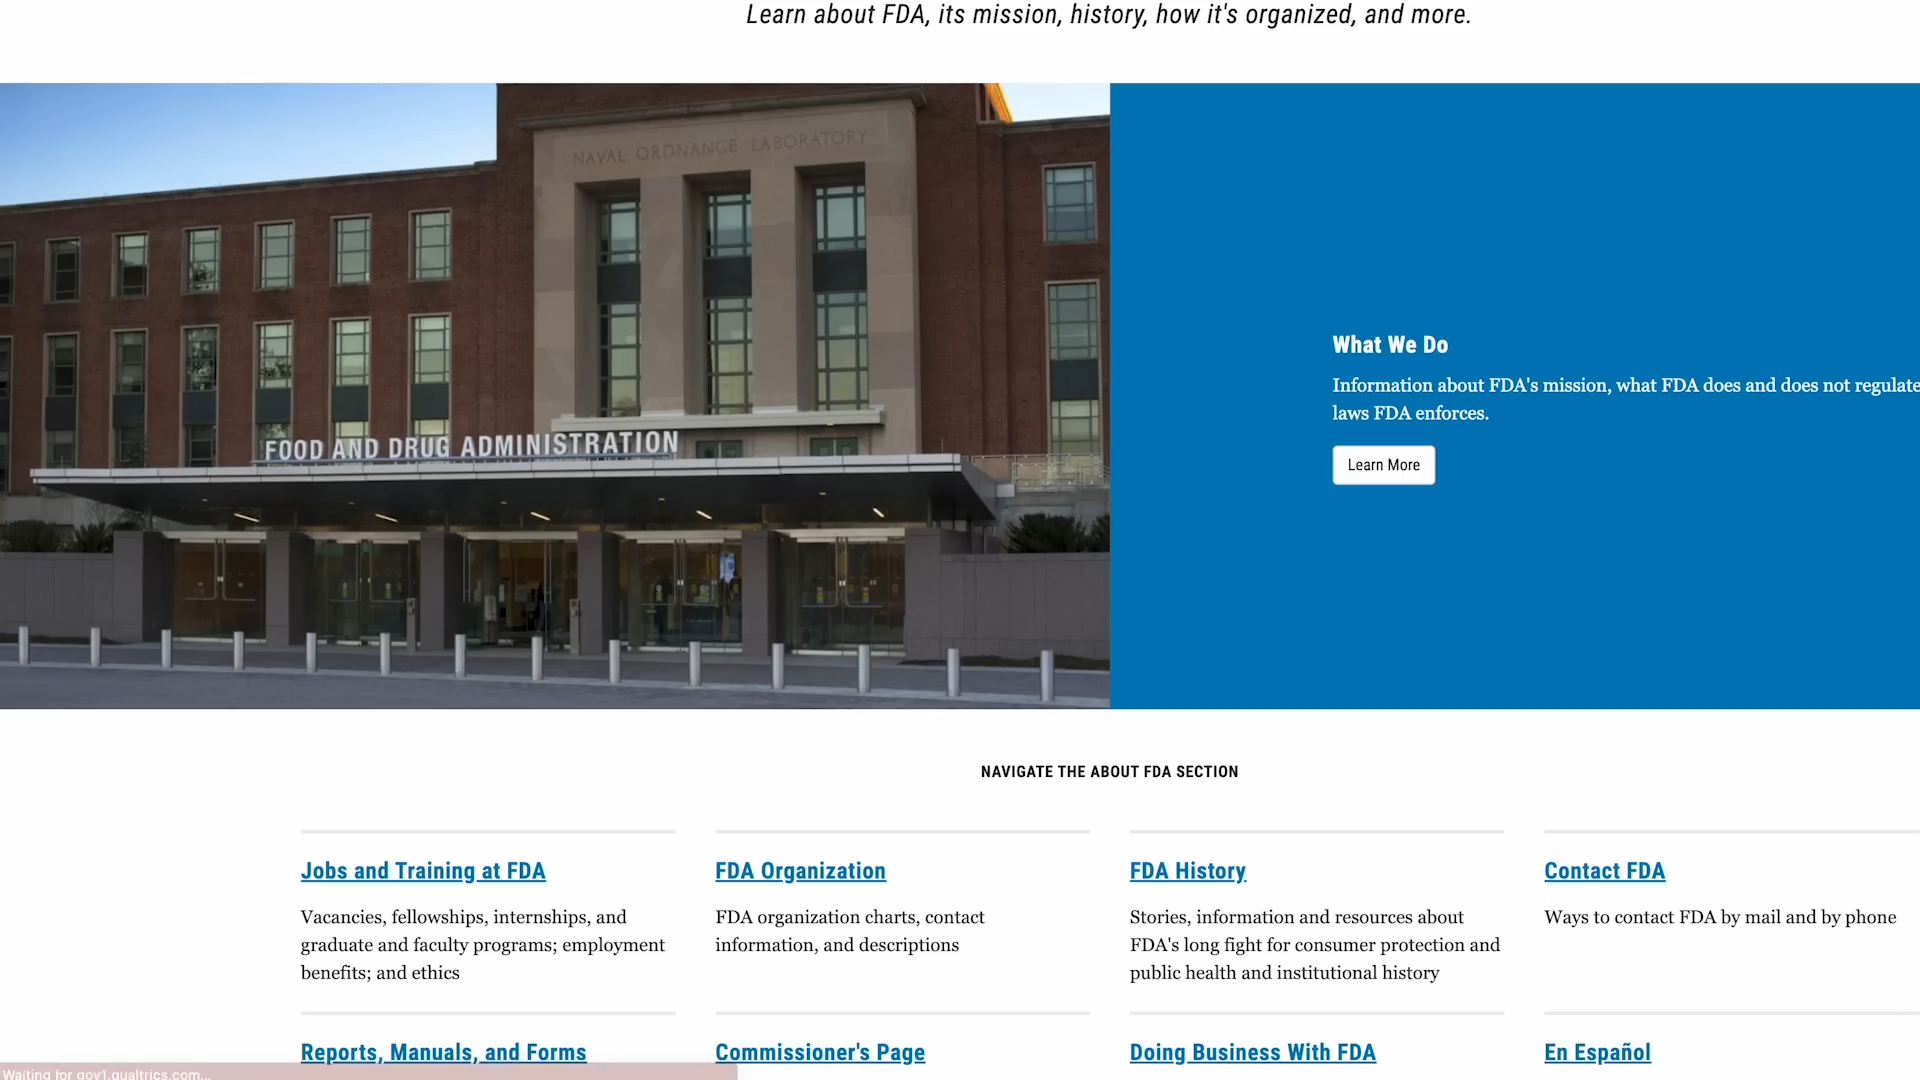 Learn about FDA, its mission, history, how it's organized, and more.
NAVAL ORDNANCE LABORATORY
FOOD AND DRUG ADMINISTRATION
What We Do
Information about FDA's mission, what FDA does and does not regulate
laws FDA enforces.
Learn More
NAVIGATE THE ABOUT FDA SECTION
Jobs and Training at FDA
Vacancies, fellowships, internships, and
graduate and faculty programs; employment
benefits; and ethics
FDA Organization
FDA organization charts, contact
information, and descriptions
FDA History
Stories, information and resources about
FDA's long fight for consumer protection and
public health and institutional history
Contact FDA
Ways to contact FDA by mail and by phone
Reports, Manuals, and Forms
Commissioner's Page
Doing Business With FDA
En Español
Waiting for gov1.qualtrics.com...